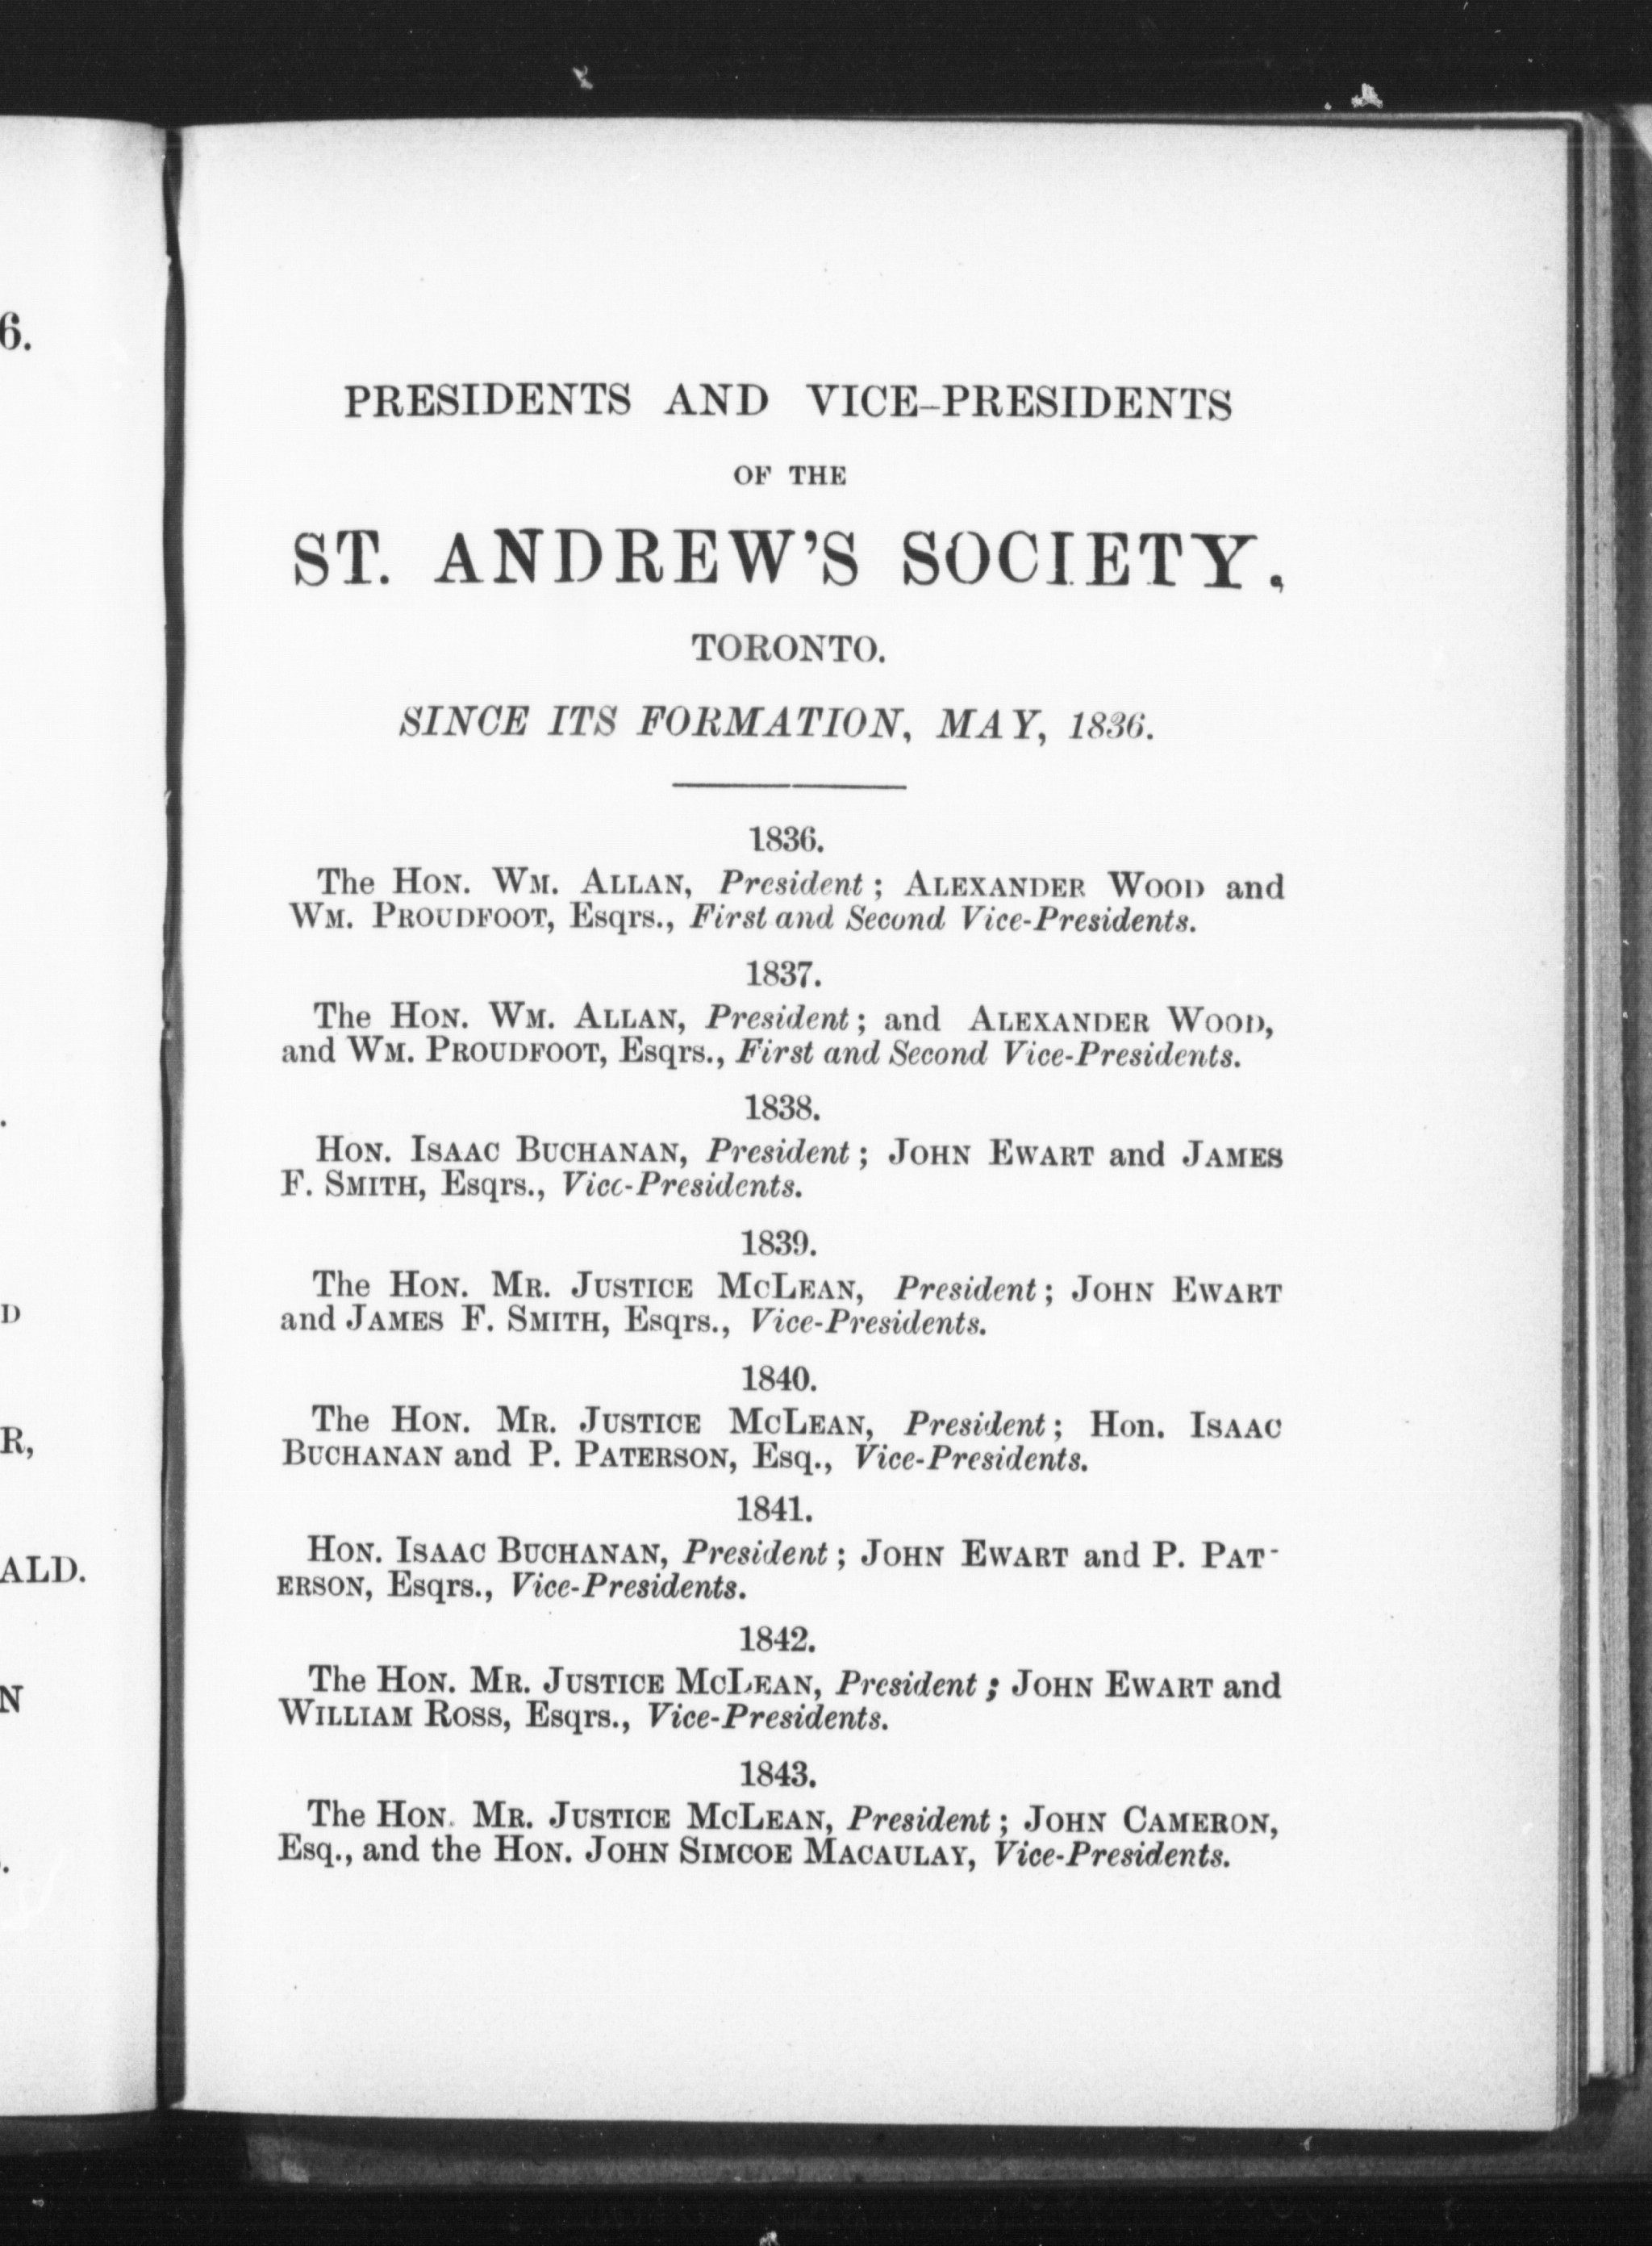 6.
D
R,
ALD.
N
PRESIDENTS AND VICE-PRESIDENTS
OF THE
ST. ANDREW'S SOCIETY,
TORONTO.
SINCE ITS FORMATION, MAY, 1836.
1836.
The HON. WM. ALLAN, President; ALEXANDER WOOD and
WM. PROUDFOOT, Esqrs., First and Second Vice-Presidents.
1837.
The HON. WM. ALLAN, President; and ALEXANDER WOOD,
and WM. PROUDFOOT, Esqrs., First and Second Vice-Presidents.
1838.
HON. ISAAC BUCHANAN, President; JOHN EWART and JAMES
F. SMITH, Esqrs., Vice-Presidents.
1839.
The HON. MR. JUSTICE MCLEAN, President; JOHN EWART
and JAMES F. SMITH, Esqrs., Vice-Presidents.
1840.
The HON. MR. JUSTICE MCLEAN, President; Hon. ISAAC
BUCHANAN and P. PATERSON, Esq., Vice-Presidents.
1841.
HON. ISAAC BUCHANAN, President; JOHN EWART and P. PAT-
ERSON, Esqrs., Vice-Presidents.
1842.
The HON. MR. JUSTICE MCLEAN, President; JOHN EWART and
WILLIAM ROSS, Esqrs., Vice-Presidents.
1843.
The HON. MR. JUSTICE MCLEAN, President; JOHN CAMERON,
Esq., and the HON. JOHN SIMCOE MACAULAY, Vice-Presidents.